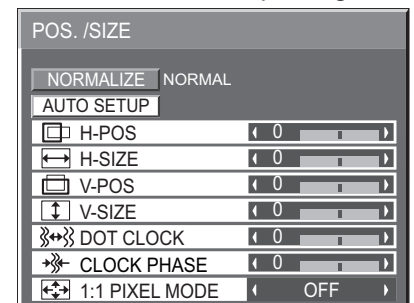 POS. /SIZE
NORMALIZE NORMAL
AUTO SETUP
H-POS 0
H-SIZE 0
V-POS 0
V-SIZE 0
DOT CLOCK 0
CLOCK PHASE 0
1:1 PIXEL MODE OFF